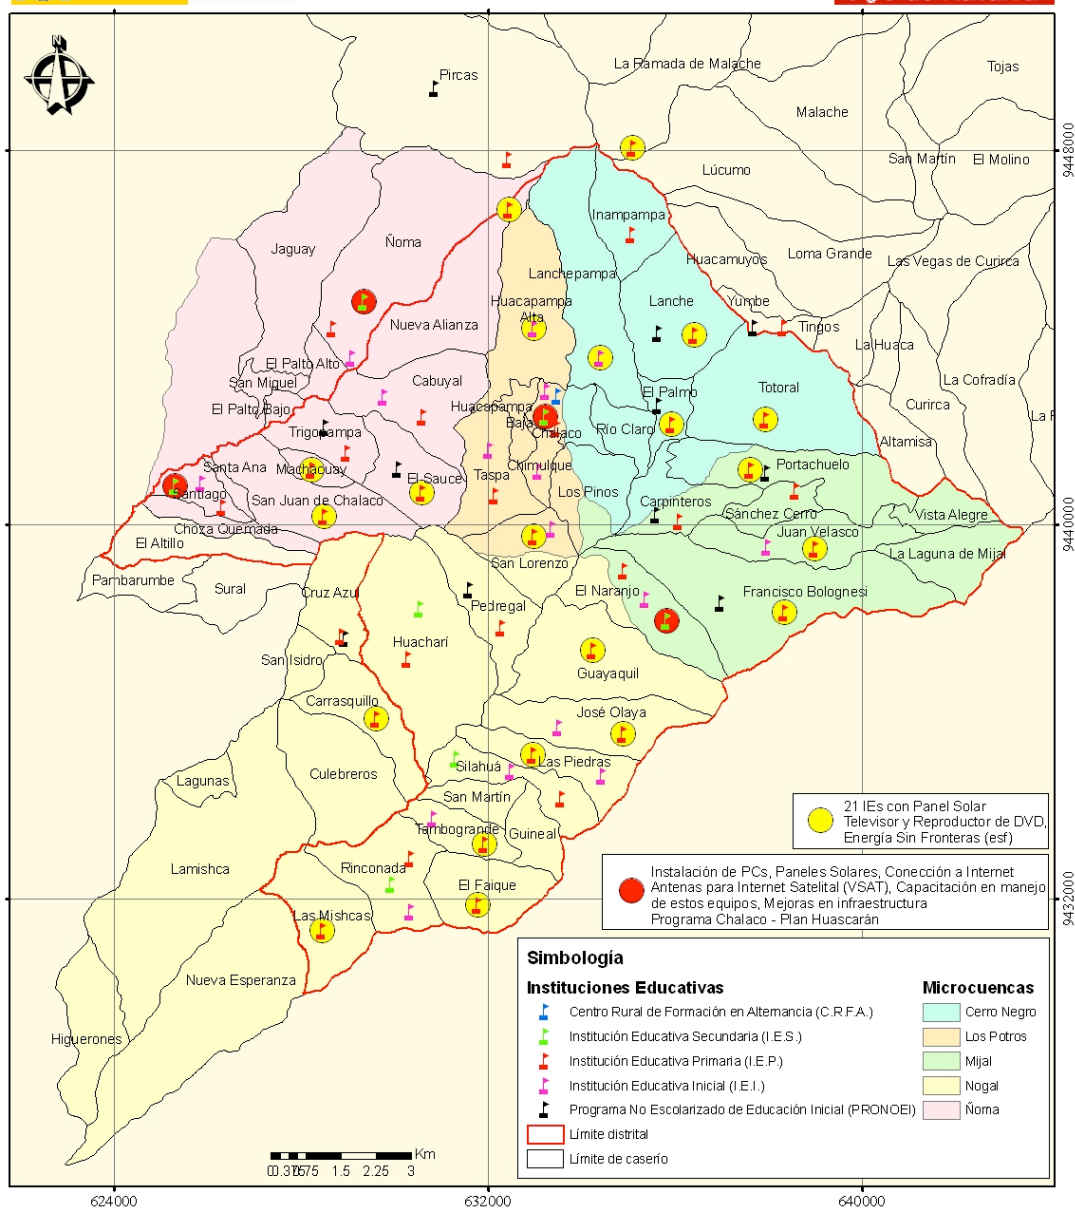 N
Pircas
La Ramada de Malache
Tojas
Malache
San Martín
El Molino
Lúcumo
Inampampa
Jaguay
Ñoma
Huacamuyos
Loma Grande
Las Vegas de Curirca
Lanchepampa
Huacapampa
Alta
Lanche
Yumbe
Nueva Alianza
Tingos
La Huaca
El Palto Alto
San Miguel
Cabuyal
El Palmo
Totoral
La Cofradía
El Palto Bajo
Huacapampa
Baja
Curirca
Trigopampa
Chalaco
Río Claro
Altamisa
Santa Ana
Machaguay
El Sauce
Taspa
Chimulque
Portachuelo
Santiago
San Juan de Chalaco
Los Pinos
Carpinteros
Sánchez Cerro
Vista Alegre
Choza Quemada
El Altillo
Juan Velasco
La Laguna de Mijal
San Lorenzo
Pambarumbe
Sural
Cruz Azul
Pedregal
El Naranjo
Francisco Bolognesi
Huacharí
San Isidro
Guayaquil
Carrasquillo
José Olaya
Lagunas
Culebreros
Silahuá
Las Piedras
San Martín
Tambogrande
Guineal
Lamishca
Rinconada
El Faique
Las Mishcas
Nueva Esperanza
Higuerones
9448000
9440000
9432000
21 IEs con Panel Solar
Televisor y Reproductor de DVD,
Energía Sin Fronteras (esf)
Instalación de PCs, Paneles Solares, Conección a Internet
Antenas para Internet Satelital (VSAT), Capacitación en manejo
de estos equipos, Mejoras en infraestructura
Programa Chalaco - Plan Huascarán
Simbología
Instituciones Educativas
Centro Rural de Formación en Alternancia (C.R.F.A.)
Institución Educativa Secundaria (I.E.S.)
Institución Educativa Primaria (I.E.P.)
Institución Educativa Inicial (I.E.I.)
Programa No Escolarizado de Educación Inicial (PRONOEI)
Límite distrital
Límite de caserío
Microcuencas
Cerro Negro
Los Potros
Mijal
Nogal
Ñoma
Km
0 0.375 0.75 1.5 2.25 3
624000
632000
640000